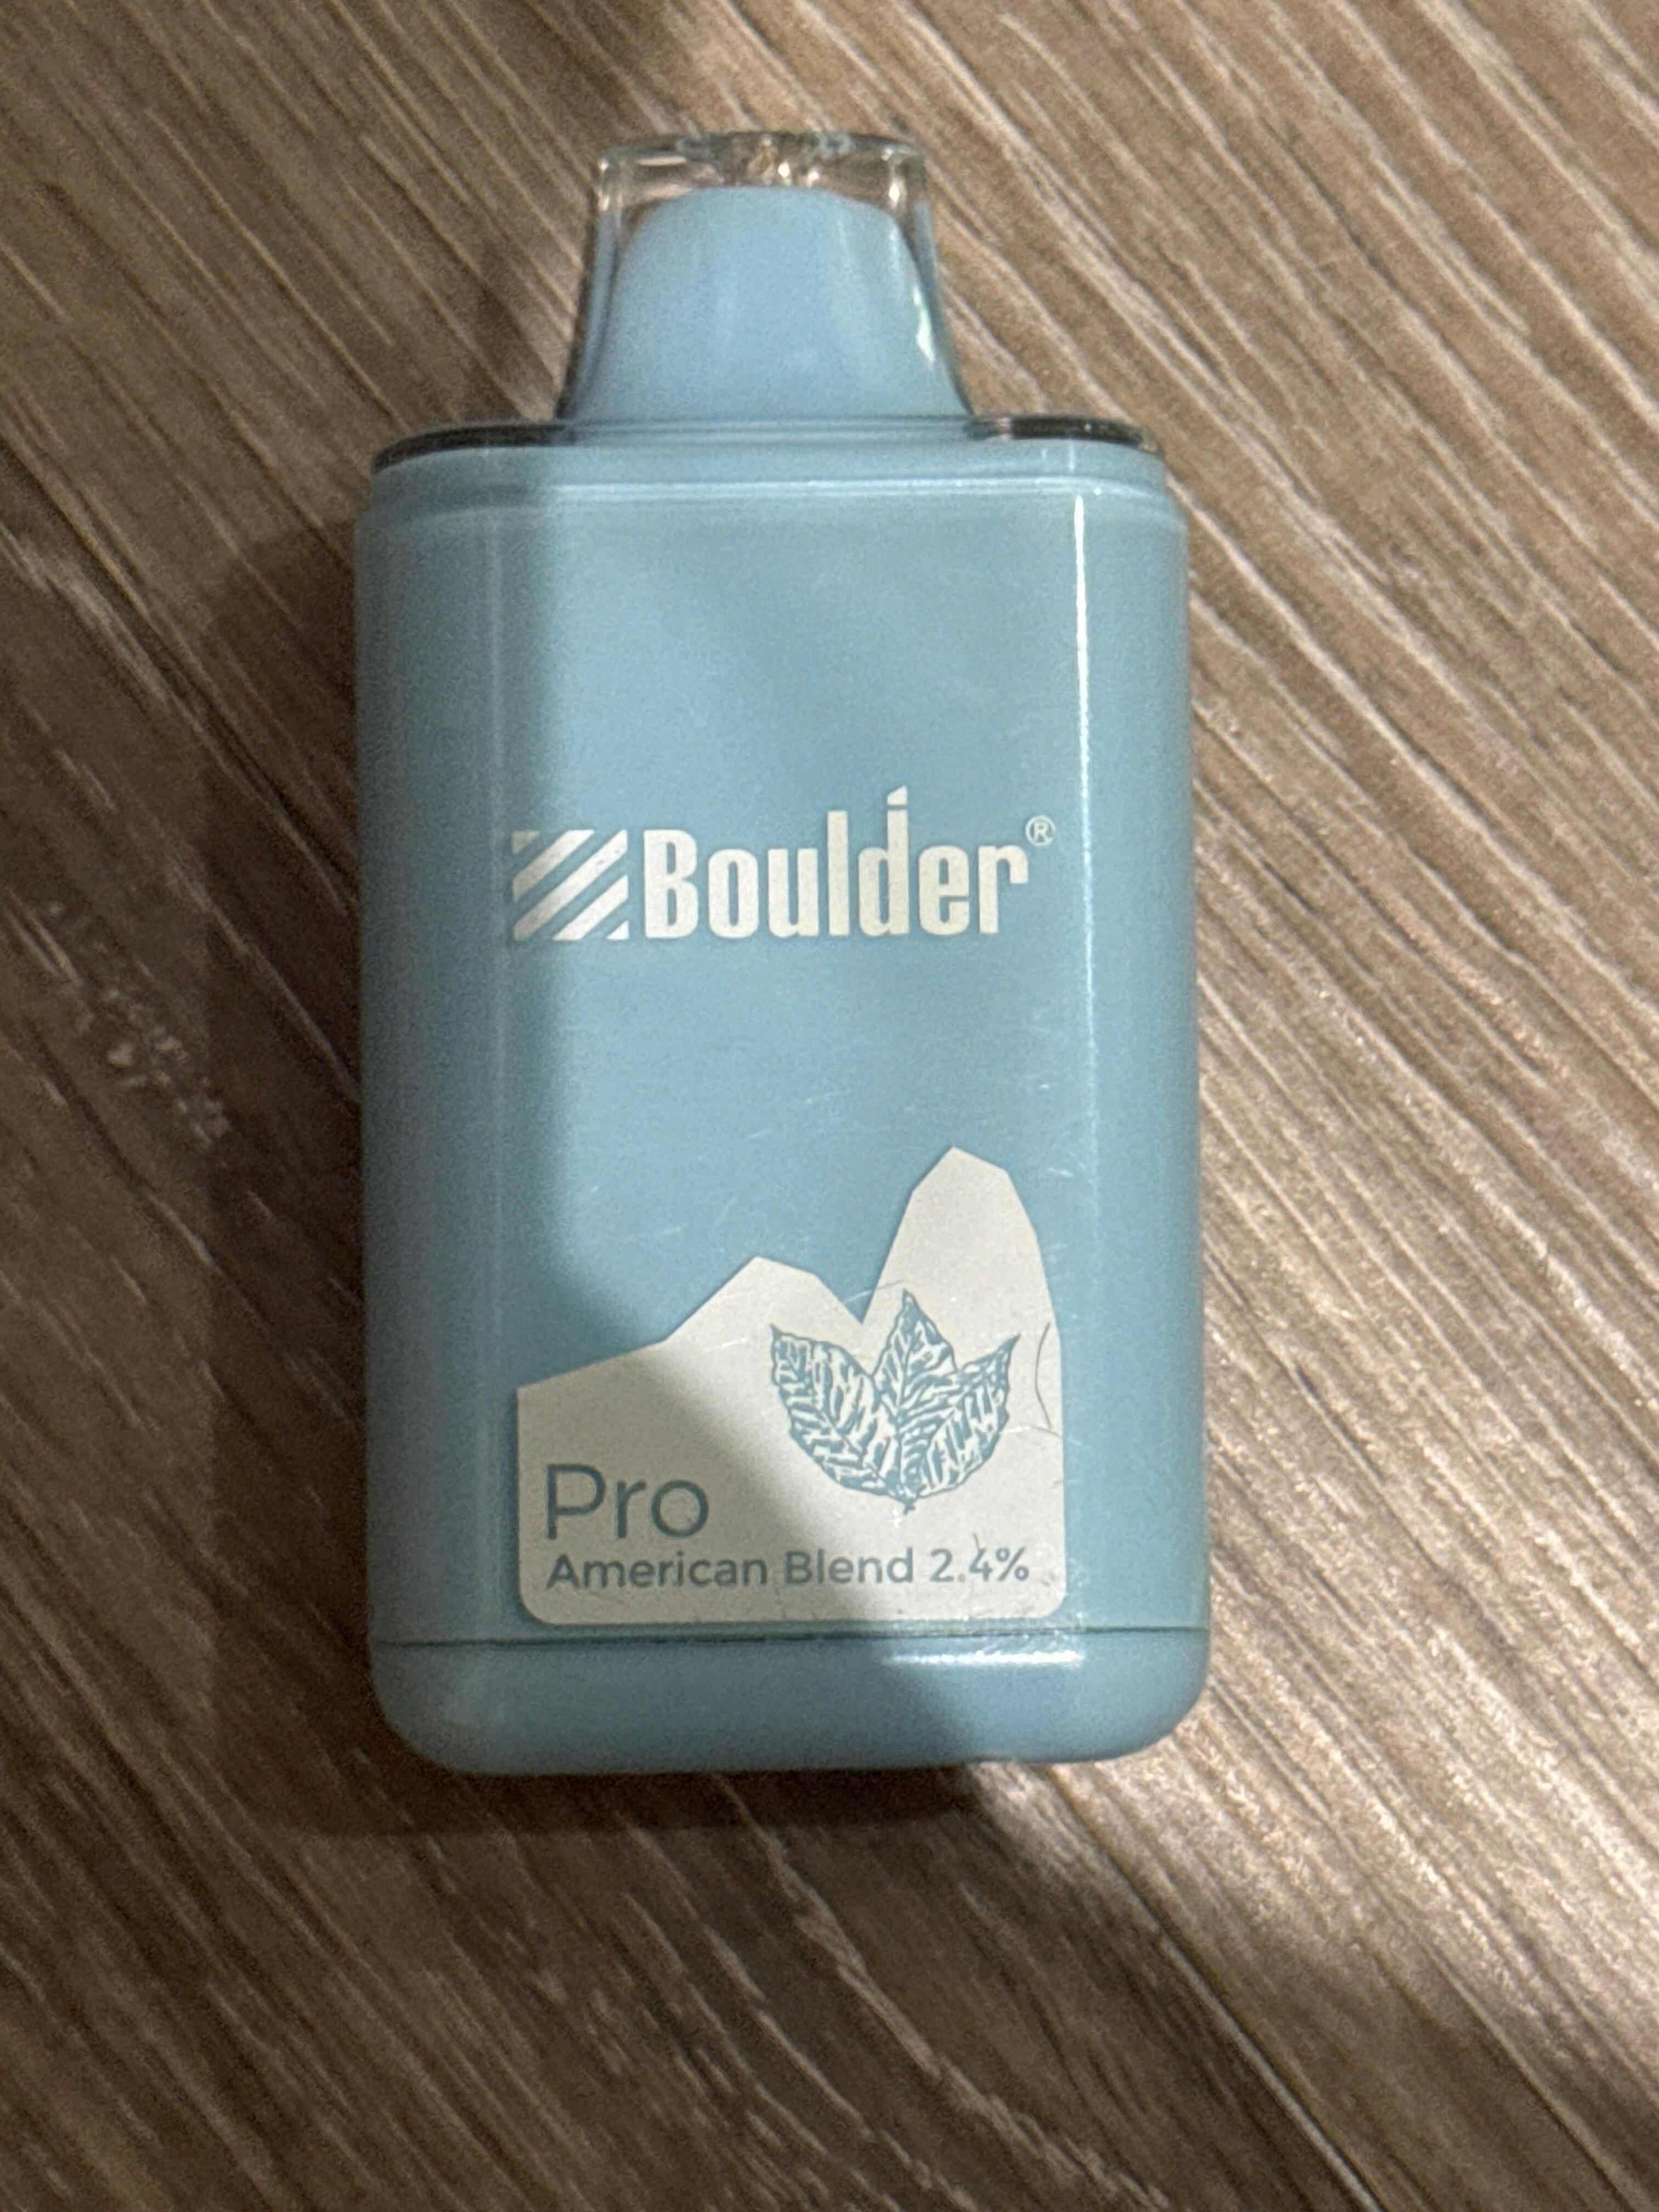 Boulder®
Pro
American Blend 2.4%